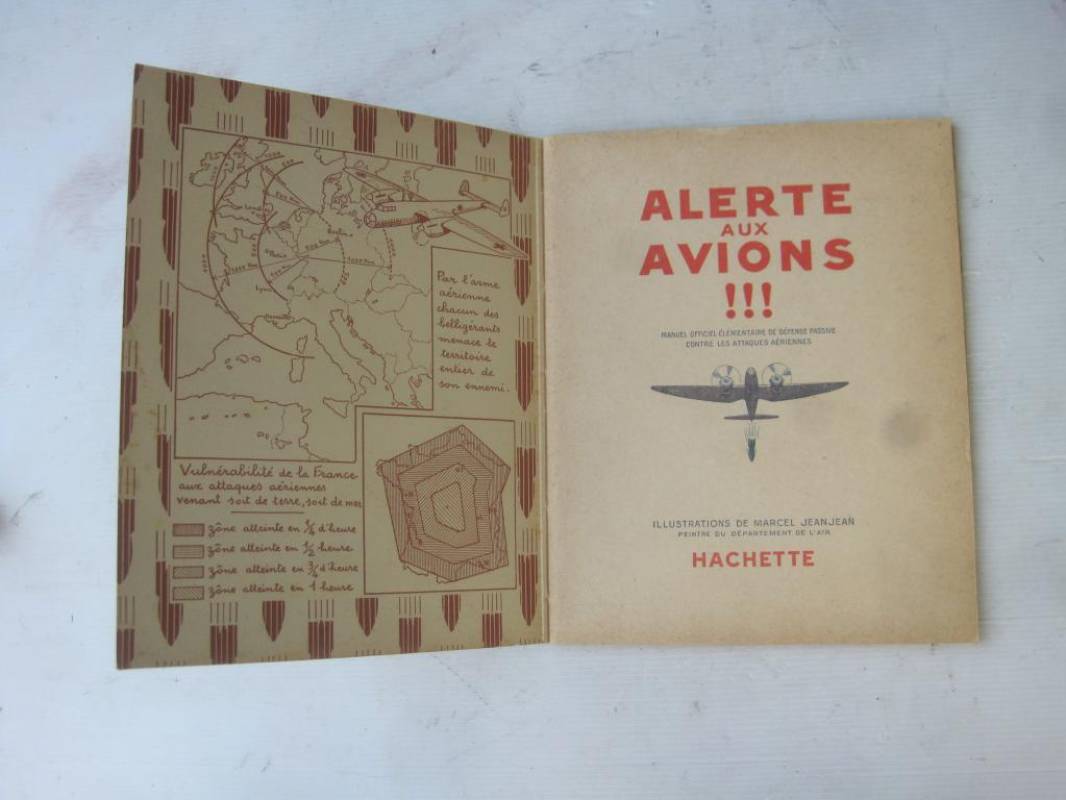 Par l'arme
aérienne
chacun des
belligérants
menace le
territoire
entier de
son ennemi.
Vulnérabilité de la France
aux attaques aériennes
venant soit de terre, soit de mer
zône atteinte en ¼ d'heure
zône atteinte en ½ heure
zône atteinte en ¾ d'heure
zône atteinte en 1 heure
ALERTE
AUX
AVIONS
!!!
MANUEL OFFICIEL ÉLÉMENTAIRE DE DÉFENSE PASSIVE
CONTRE LES ATTAQUES AÉRIENNES
ILLUSTRATIONS DE MARCEL JEANJEAN
PEINTRE DU DÉPARTEMENT DE L'AIR
HACHETTE